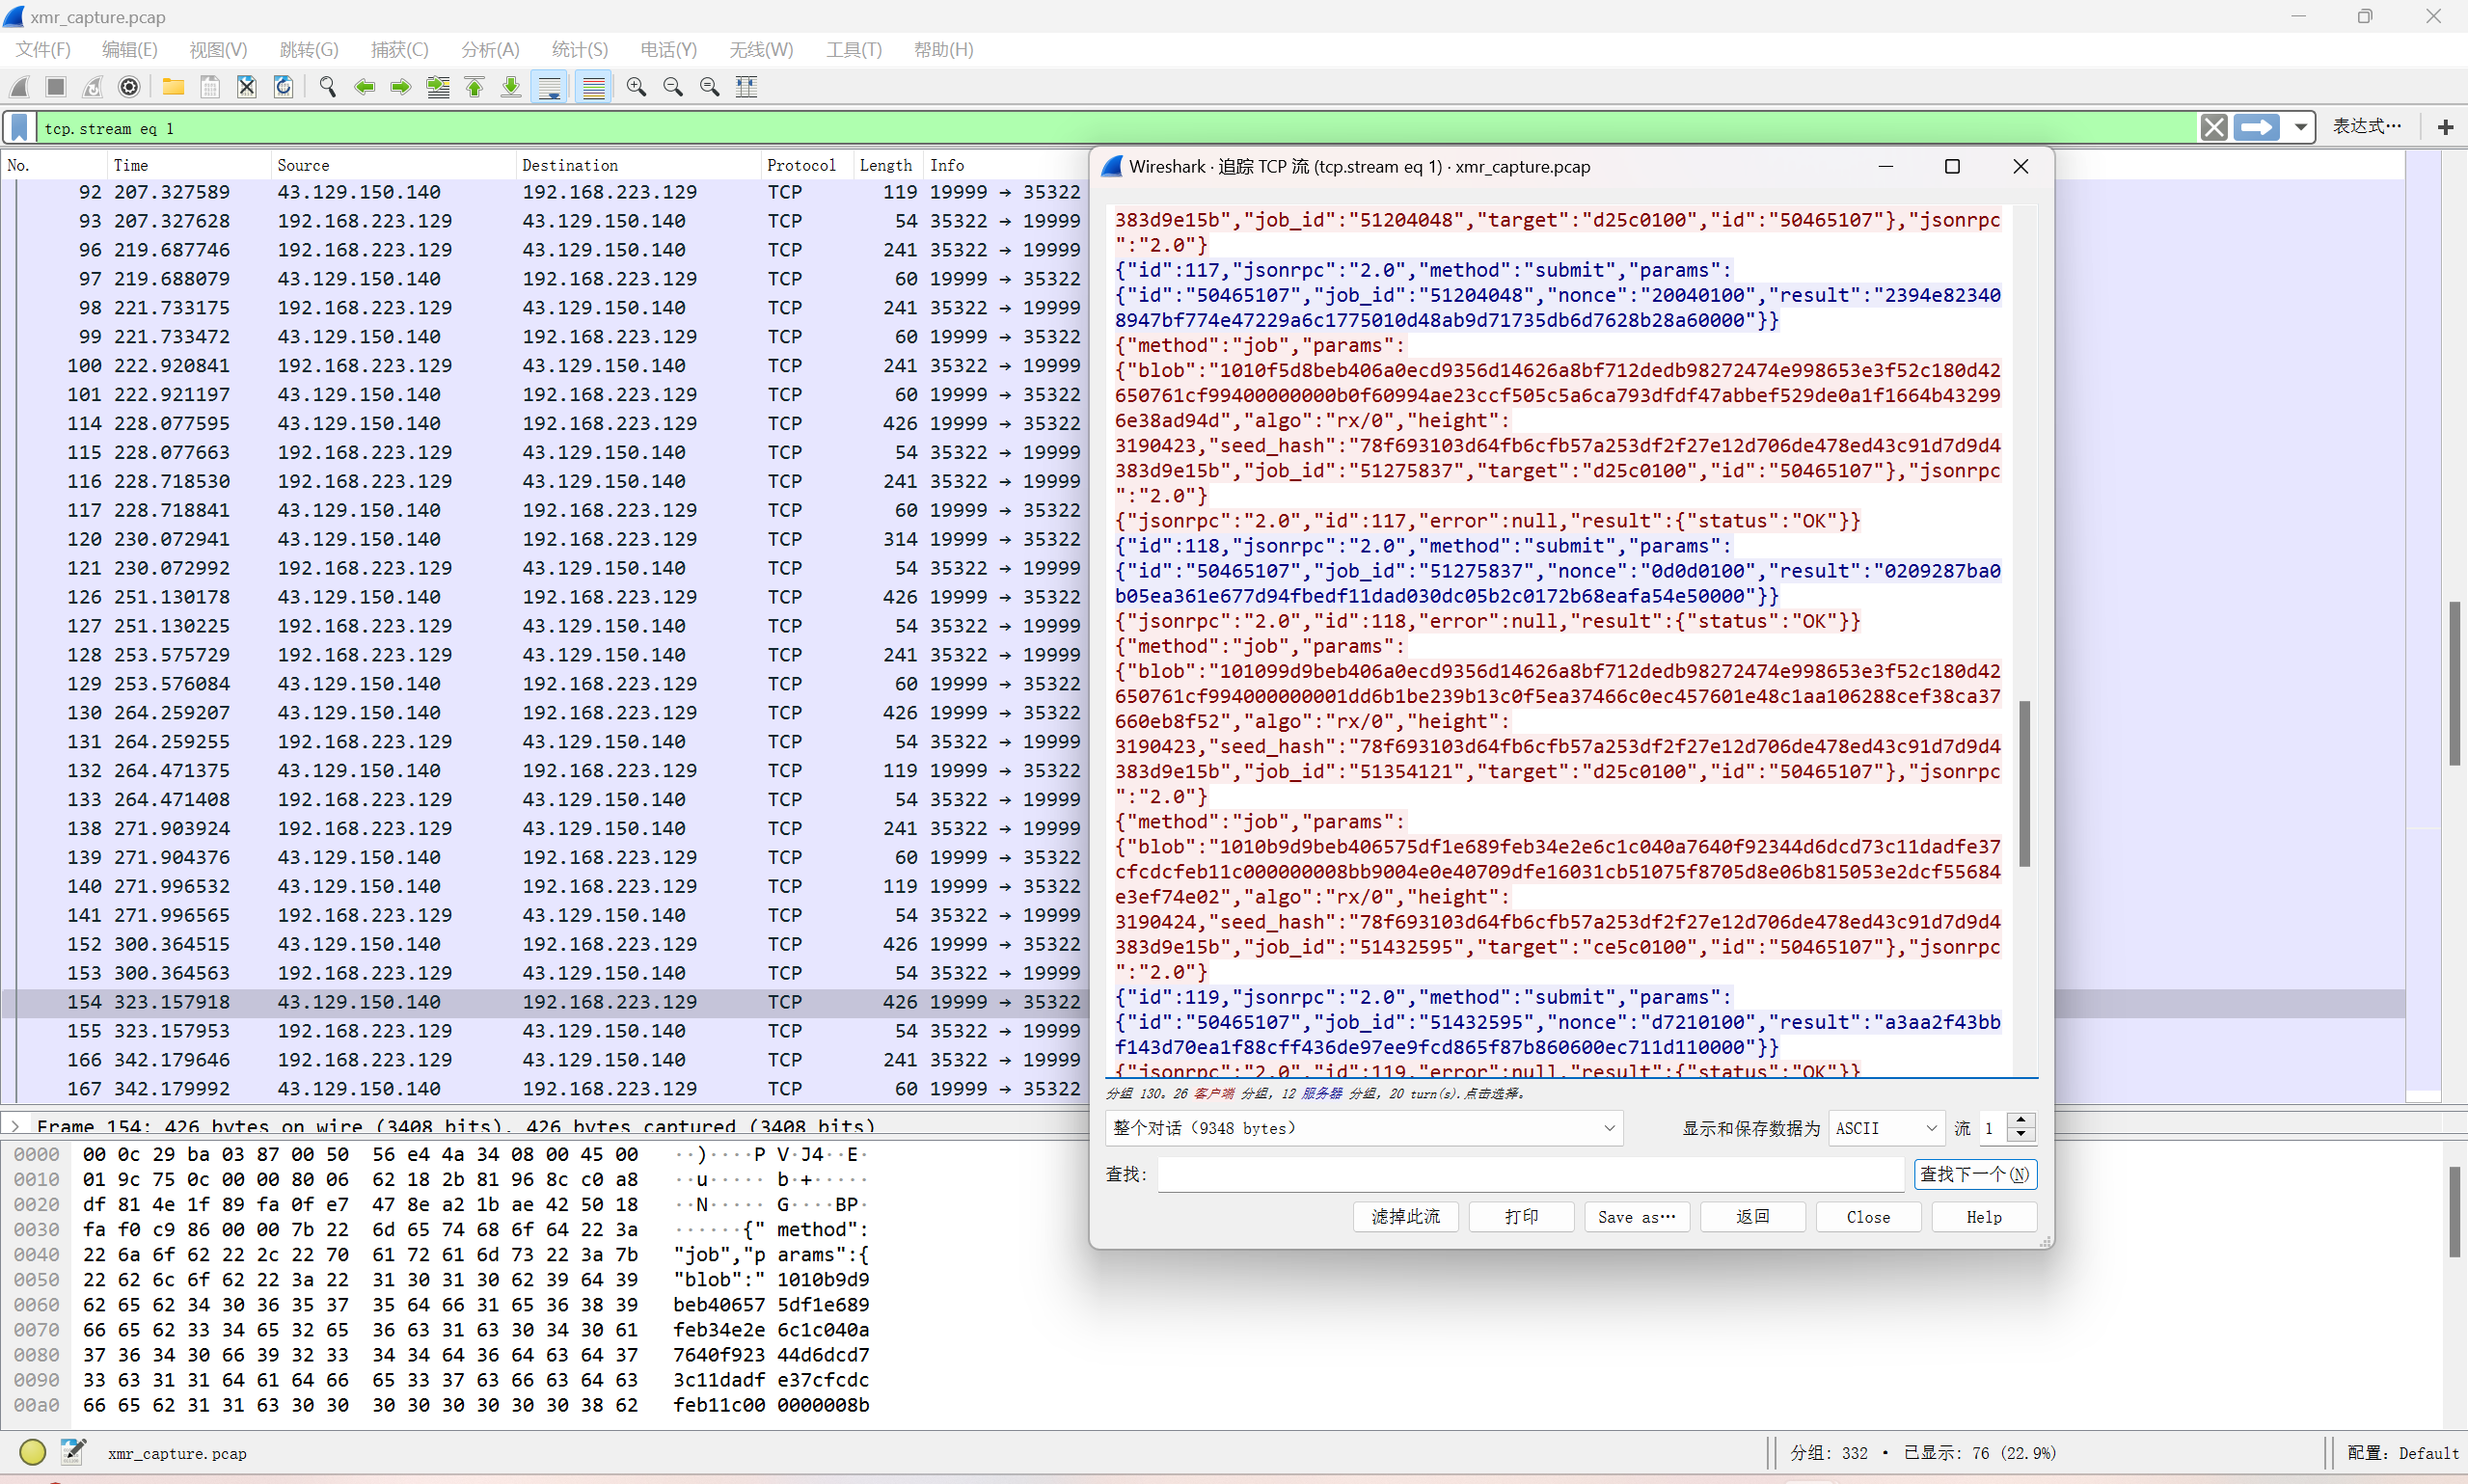 xmr_capture.pcap
文件(F) 编辑(E) 视图(V) 跳转(G) 捕获(C) 分析(A) 统计(S) 电话(Y) 无线(W) 工具(T) 帮助(H)
tcp.stream eq 1 表达式…
No. Time Source Destination Protocol Length Info
92 207.327589 43.129.150.140 192.168.223.129 TCP 119 19999 → 35322
93 207.327628 192.168.223.129 43.129.150.140 TCP 54 35322 → 19999
96 219.687746 192.168.223.129 43.129.150.140 TCP 241 35322 → 19999
97 219.688079 43.129.150.140 192.168.223.129 TCP 60 19999 → 35322
98 221.733175 192.168.223.129 43.129.150.140 TCP 241 35322 → 19999
99 221.733472 43.129.150.140 192.168.223.129 TCP 60 19999 → 35322
100 222.920841 192.168.223.129 43.129.150.140 TCP 241 35322 → 19999
101 222.921197 43.129.150.140 192.168.223.129 TCP 60 19999 → 35322
114 228.077595 43.129.150.140 192.168.223.129 TCP 426 19999 → 35322
115 228.077663 192.168.223.129 43.129.150.140 TCP 54 35322 → 19999
116 228.718530 192.168.223.129 43.129.150.140 TCP 241 35322 → 19999
117 228.718841 43.129.150.140 192.168.223.129 TCP 60 19999 → 35322
120 230.072941 43.129.150.140 192.168.223.129 TCP 314 19999 → 35322
121 230.072992 192.168.223.129 43.129.150.140 TCP 54 35322 → 19999
126 251.130178 43.129.150.140 192.168.223.129 TCP 426 19999 → 35322
127 251.130225 192.168.223.129 43.129.150.140 TCP 54 35322 → 19999
128 253.575729 192.168.223.129 43.129.150.140 TCP 241 35322 → 19999
129 253.576084 43.129.150.140 192.168.223.129 TCP 60 19999 → 35322
130 264.259207 43.129.150.140 192.168.223.129 TCP 426 19999 → 35322
131 264.259255 192.168.223.129 43.129.150.140 TCP 54 35322 → 19999
132 264.471375 43.129.150.140 192.168.223.129 TCP 119 19999 → 35322
133 264.471408 192.168.223.129 43.129.150.140 TCP 54 35322 → 19999
138 271.903924 192.168.223.129 43.129.150.140 TCP 241 35322 → 19999
139 271.904376 43.129.150.140 192.168.223.129 TCP 60 19999 → 35322
140 271.996532 43.129.150.140 192.168.223.129 TCP 119 19999 → 35322
141 271.996565 192.168.223.129 43.129.150.140 TCP 54 35322 → 19999
152 300.364515 43.129.150.140 192.168.223.129 TCP 426 19999 → 35322
153 300.364563 192.168.223.129 43.129.150.140 TCP 54 35322 → 19999
154 323.157918 43.129.150.140 192.168.223.129 TCP 426 19999 → 35322
155 323.157953 192.168.223.129 43.129.150.140 TCP 54 35322 → 19999
166 342.179646 192.168.223.129 43.129.150.140 TCP 241 35322 → 19999
167 342.179992 43.129.150.140 192.168.223.129 TCP 60 19999 → 35322
Frame 154: 426 bytes on wire (3408 bits), 426 bytes captured (3408 bits)
0000 00 0c 29 ba 03 87 00 50 56 e4 4a 34 08 00 45 00 ··)····P V·J4··E·
0010 01 9c 75 0c 00 00 80 06 62 18 2b 81 96 8c c0 a8 ··u····· b·+·····
0020 df 81 4e 1f 89 fa 0f e7 47 8e a2 1b ae 42 50 18 ··N····· G····BP·
0030 fa f0 c9 86 00 00 7b 22 6d 65 74 68 6f 64 22 3a ······{" method":
0040 22 6a 6f 62 22 2c 22 70 61 72 61 6d 73 22 3a 7b "job","p arams":{
0050 22 62 6c 6f 62 22 3a 22 31 30 31 30 62 39 64 39 "blob":" 1010b9d9
0060 62 65 62 34 30 36 35 37 35 64 66 31 65 36 38 39 beb40657 5df1e689
0070 66 65 62 33 34 65 32 65 36 63 31 63 30 34 30 61 feb34e2e 6c1c040a
0080 37 36 34 30 66 39 32 33 34 34 64 36 64 63 64 37 7640f923 44d6dcd7
0090 33 63 31 31 64 61 64 66 65 33 37 63 66 63 64 63 3c11dadf e37cfcdc
00a0 66 65 62 31 31 63 30 30 30 30 30 30 30 30 38 62 feb11c00 0000008b
xmr_capture.pcap 分组: 332 · 已显示: 76 (22.9%) 配置: Default
Wireshark · 追踪 TCP 流 (tcp.stream eq 1) · xmr_capture.pcap
383d9e15b","job_id":"51204048","target":"d25c0100","id":"50465107"},"jsonrpc
":"2.0"}
{"id":117,"jsonrpc":"2.0","method":"submit","params":
{"id":"50465107","job_id":"51204048","nonce":"20040100","result":"2394e82340
8947bf774e47229a6c1775010d48ab9d71735db6d7628b28a60000"}}
{"method":"job","params":
{"blob":"1010f5d8beb406a0ecd9356d14626a8bf712dedb98272474e998653e3f52c180d42
650761cf99400000000b0f60994ae23ccf505c5a6ca793dfdf47abbef529de0a1f1664b43299
6e38ad94d","algo":"rx/0","height":
3190423,"seed_hash":"78f693103d64fb6cfb57a253df2f27e12d706de478ed43c91d7d9d4
383d9e15b","job_id":"51275837","target":"d25c0100","id":"50465107"},"jsonrpc
":"2.0"}
{"jsonrpc":"2.0","id":117,"error":null,"result":{"status":"OK"}}
{"id":118,"jsonrpc":"2.0","method":"submit","params":
{"id":"50465107","job_id":"51275837","nonce":"0d0d0100","result":"0209287ba0
b05ea361e677d94fbedf11dad030dc05b2c0172b68eafa54e50000"}}
{"jsonrpc":"2.0","id":118,"error":null,"result":{"status":"OK"}}
{"method":"job","params":
{"blob":"101099d9beb406a0ecd9356d14626a8bf712dedb98272474e998653e3f52c180d42
650761cf994000000001dd6b1be239b13c0f5ea37466c0ec457601e48c1aa106288cef38ca37
660eb8f52","algo":"rx/0","height":
3190423,"seed_hash":"78f693103d64fb6cfb57a253df2f27e12d706de478ed43c91d7d9d4
383d9e15b","job_id":"51354121","target":"d25c0100","id":"50465107"},"jsonrpc
":"2.0"}
{"method":"job","params":
{"blob":"1010b9d9beb406575df1e689feb34e2e6c1c040a7640f92344d6dcd73c11dadfe37
cfcdcfeb11c000000008bb9004e0e40709dfe16031cb51075f8705d8e06b815053e2dcf55684
e3ef74e02","algo":"rx/0","height":
3190424,"seed_hash":"78f693103d64fb6cfb57a253df2f27e12d706de478ed43c91d7d9d4
383d9e15b","job_id":"51432595","target":"ce5c0100","id":"50465107"},"jsonrpc
":"2.0"}
{"id":119,"jsonrpc":"2.0","method":"submit","params":
{"id":"50465107","job_id":"51432595","nonce":"d7210100","result":"a3aa2f43bb
f143d70ea1f88cff436de97ee9fcd865f87b860600ec711d110000"}}
{"jsonrpc":"2.0","id":119,"error":null,"result":{"status":"OK"}}
分组 130。26 客户端 分组, 12 服务器 分组, 20 turn(s).点击选择。
整个对话（9348 bytes） 显示和保存数据为 ASCII 流 1
查找: 查找下一个(N)
滤掉此流 打印 Save as… 返回 Close Help